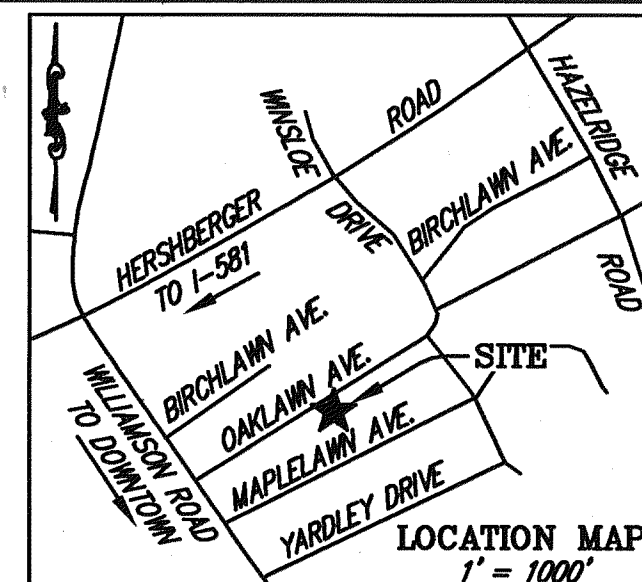 WINSLOE
DRIVE
ROAD
HAZELRIDGE
ROAD
BIRCHLAWN AVE.
HERSHBERGER
TO I-581
BIRCHLAWN AVE.
OAKLAWN AVE.
SITE
WILLIAMSON ROAD
TO DOWNTOWN
MAPLELAWN AVE.
YARDLEY DRIVE
LOCATION MAP
1' = 1000'